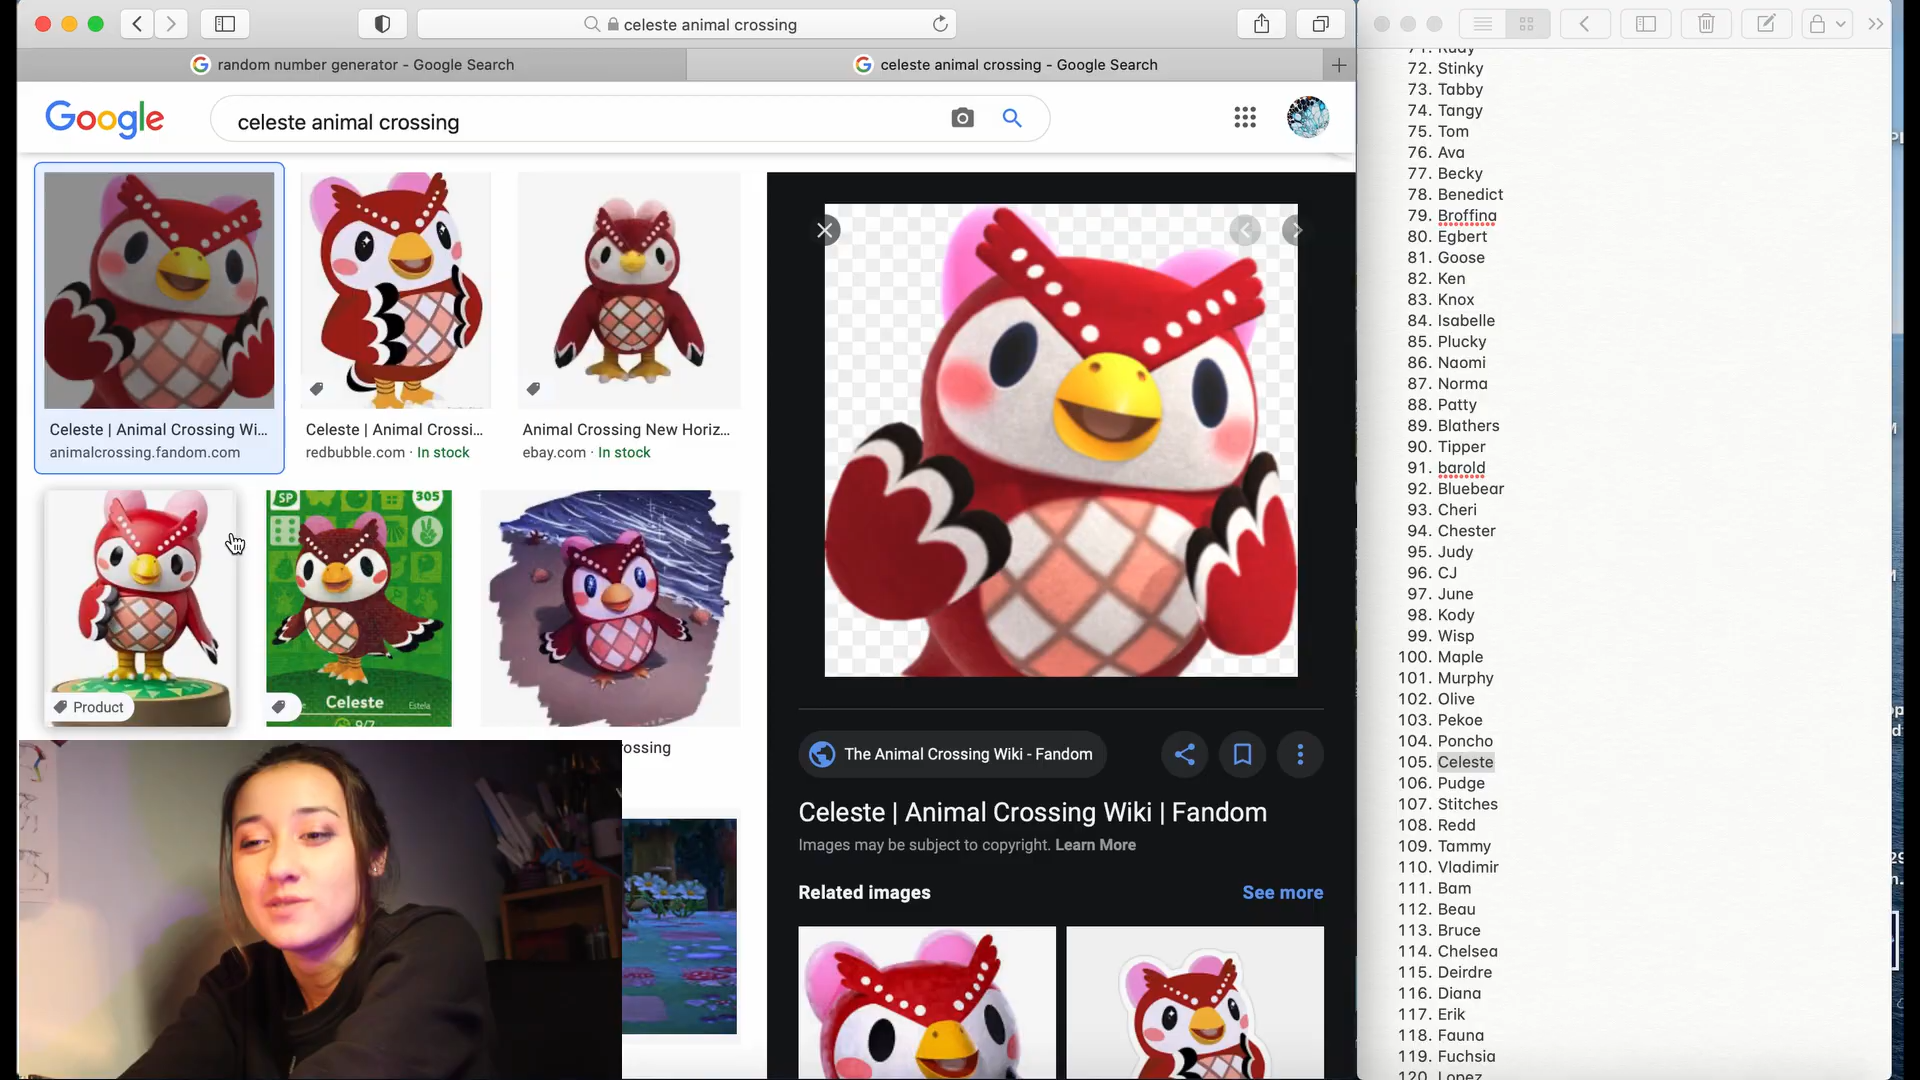 celeste animal crossing
random number generator - Google Search
celeste animal crossing - Google Search
Google
celeste animal crossing
Celeste | Animal Crossing Wi...
animalcrossing.fandom.com
Celeste | Animal Crossi...
redbubble.com · In stock
Animal Crossing New Horiz...
ebay.com · In stock
Product
SP
305
Celeste
Estela
9/7
ossing
The Animal Crossing Wiki - Fandom
Celeste | Animal Crossing Wiki | Fandom
Images may be subject to copyright. Learn More
Related images
See more
71. Rudy
72. Stinky
73. Tabby
74. Tangy
75. Tom
76. Ava
77. Becky
78. Benedict
79. Broffina
80. Egbert
81. Goose
82. Ken
83. Knox
84. Isabelle
85. Plucky
86. Naomi
87. Norma
88. Patty
89. Blathers
90. Tipper
91. barold
92. Bluebear
93. Cheri
94. Chester
95. Judy
96. CJ
97. June
98. Kody
99. Wisp
100. Maple
101. Murphy
102. Olive
103. Pekoe
104. Poncho
105. Celeste
106. Pudge
107. Stitches
108. Redd
109. Tammy
110. Vladimir
111. Bam
112. Beau
113. Bruce
114. Chelsea
115. Deirdre
116. Diana
117. Erik
118. Fauna
119. Fuchsia
120. Lopez